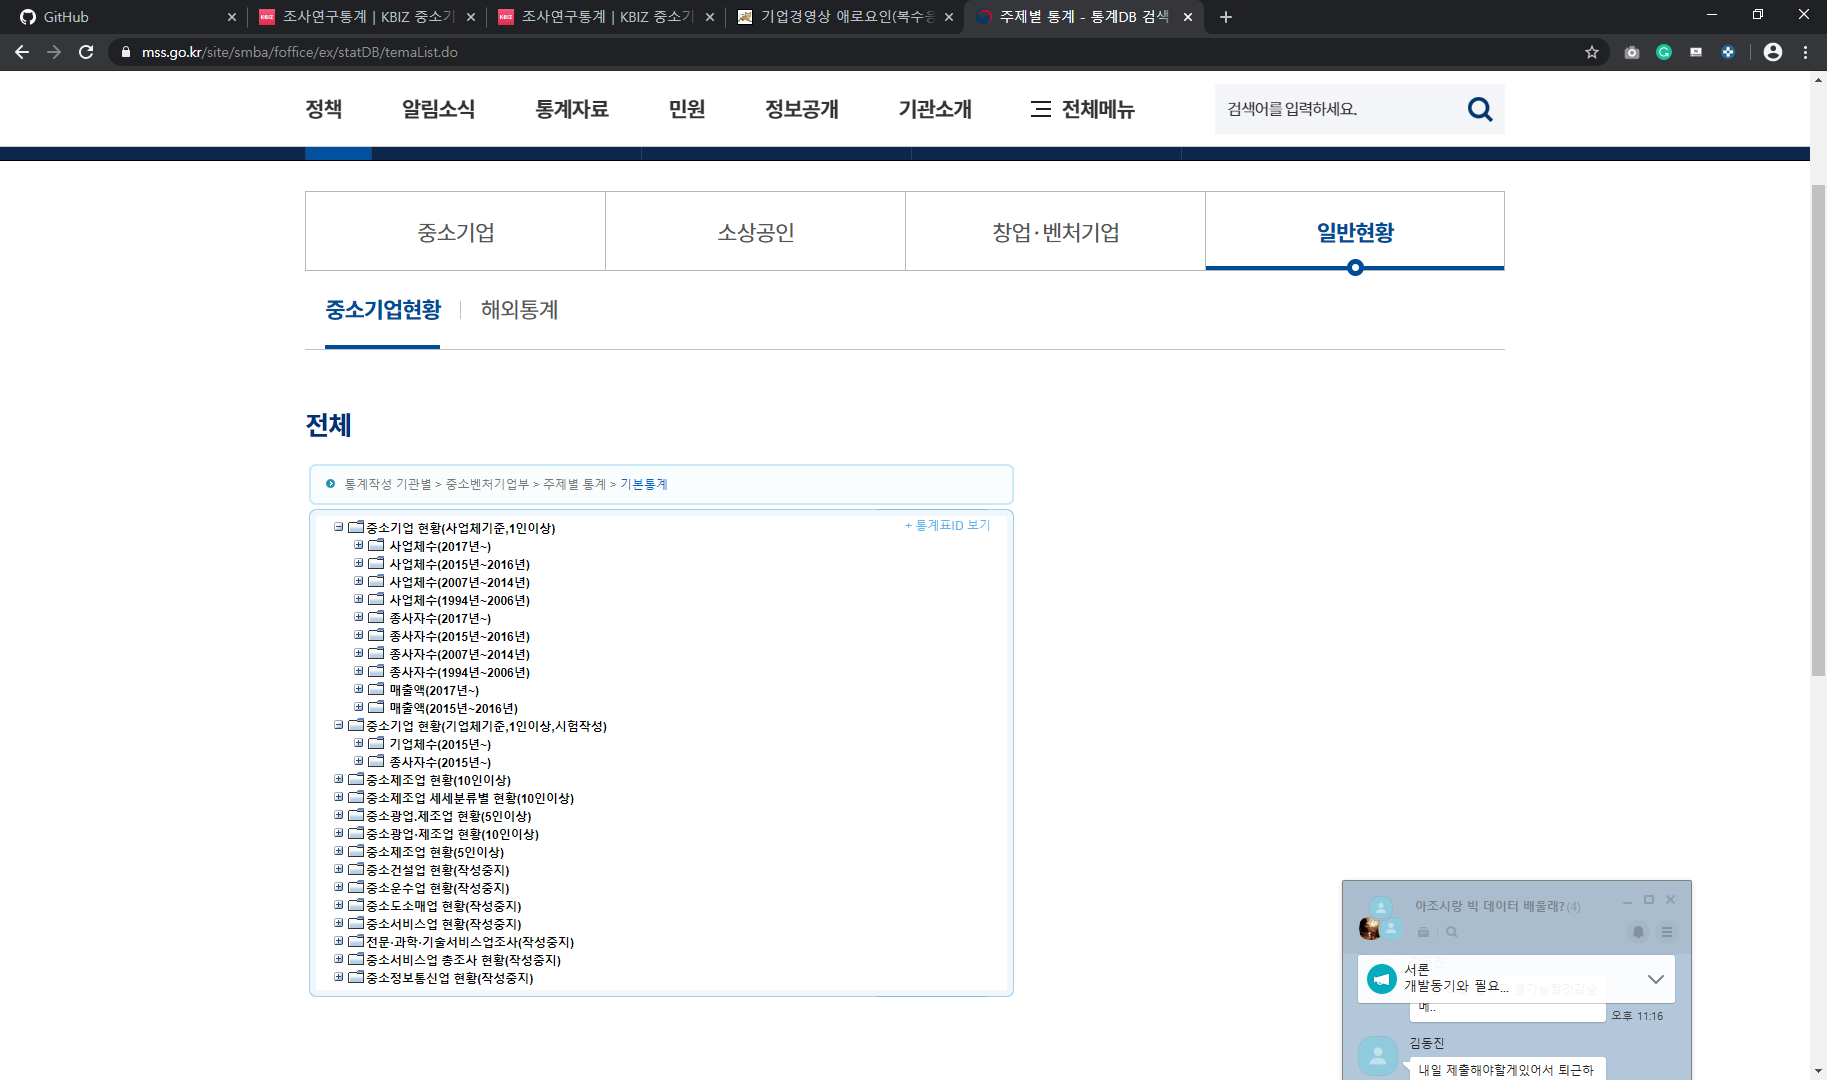 GitHub
조사연구통계 | KBIZ 중소기
조사연구통계 | KBIZ 중소기
기업경영상 애로요인(복수응
주제별 통계 - 통계DB 검색
mss.go.kr/site/smba/foffice/ex/statDB/temaList.do
정책
알림소식
통계자료
민원
정보공개
기관소개
전체메뉴
검색어를 입력하세요.
중소기업
소상공인
창업·벤처기업
일반현황
중소기업현황
해외통계
전체
통계작성 기관별 > 중소벤처기업부 > 주제별 통계 > 기본통계
+ 통계표ID 보기
중소기업 현황(사업체기준,1인이상)
사업체수(2017년~)
사업체수(2015년~2016년)
사업체수(2007년~2014년)
사업체수(1994년~2006년)
종사자수(2017년~)
종사자수(2015년~2016년)
종사자수(2007년~2014년)
종사자수(1994년~2006년)
매출액(2017년~)
매출액(2015년~2016년)
중소기업 현황(기업체기준,1인이상,시험작성)
기업체수(2015년~)
종사자수(2015년~)
중소제조업 현황(10인이상)
중소제조업 세세분류별 현황(10인이상)
중소광업.제조업 현황(5인이상)
중소광업·제조업 현황(10인이상)
중소제조업 현황(5인이상)
중소건설업 현황(작성중지)
중소운수업 현황(작성중지)
중소도소매업 현황(작성중지)
중소서비스업 현황(작성중지)
전문·과학·기술서비스업조사(작성중지)
중소서비스업 총조사 현황(작성중지)
중소정보통신업 현황(작성중지)
아조시랑 빅 데이터 배울래? (4)
서론
개발동기와 필요...
메..
오후 11:16
김동진
내일 제출해야할게있어서 퇴근하